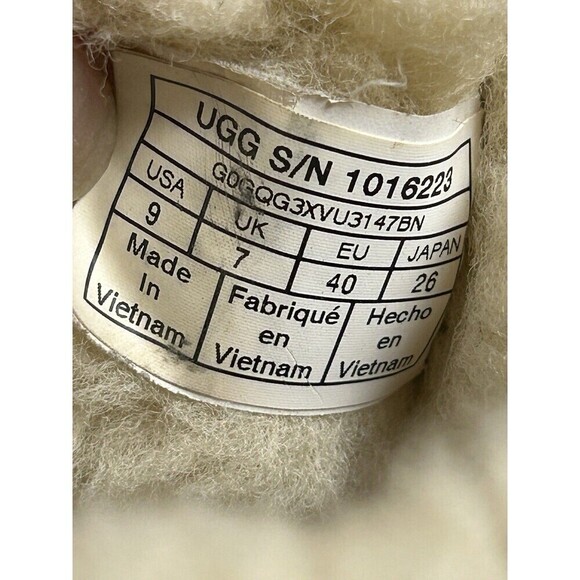 UGG S/N 1016223
G0GQG3XVU3147BN
USA UK EU JAPAN
9 7 40 26
Made Fabriqué Hecho
In en en
Vietnam Vietnam Vietnam